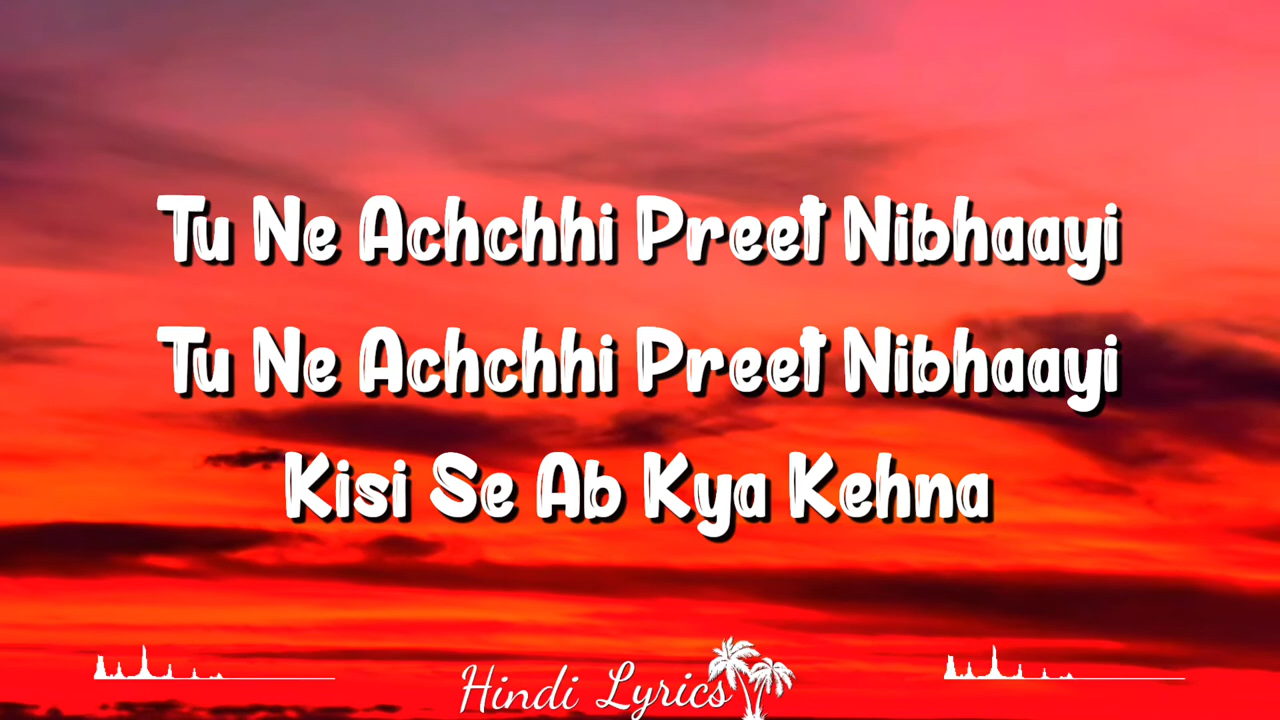 Tu Ne Achchhi Preet Nibhaayi
Tu Ne Achchhi Preet Nibhaayi
Kisi Se Ab Kya Kehna
Hindi Lyrics